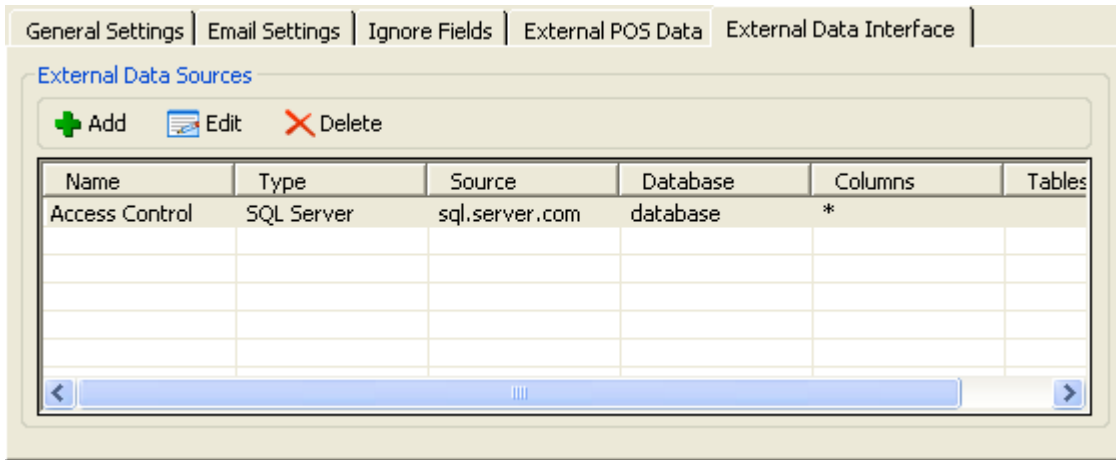 General Settings Email Settings Ignore Fields External POS Data External Data Interface
External Data Sources
Add Edit Delete
Name Type Source Database Columns Tables
Access Control SQL Server sql.server.com database *